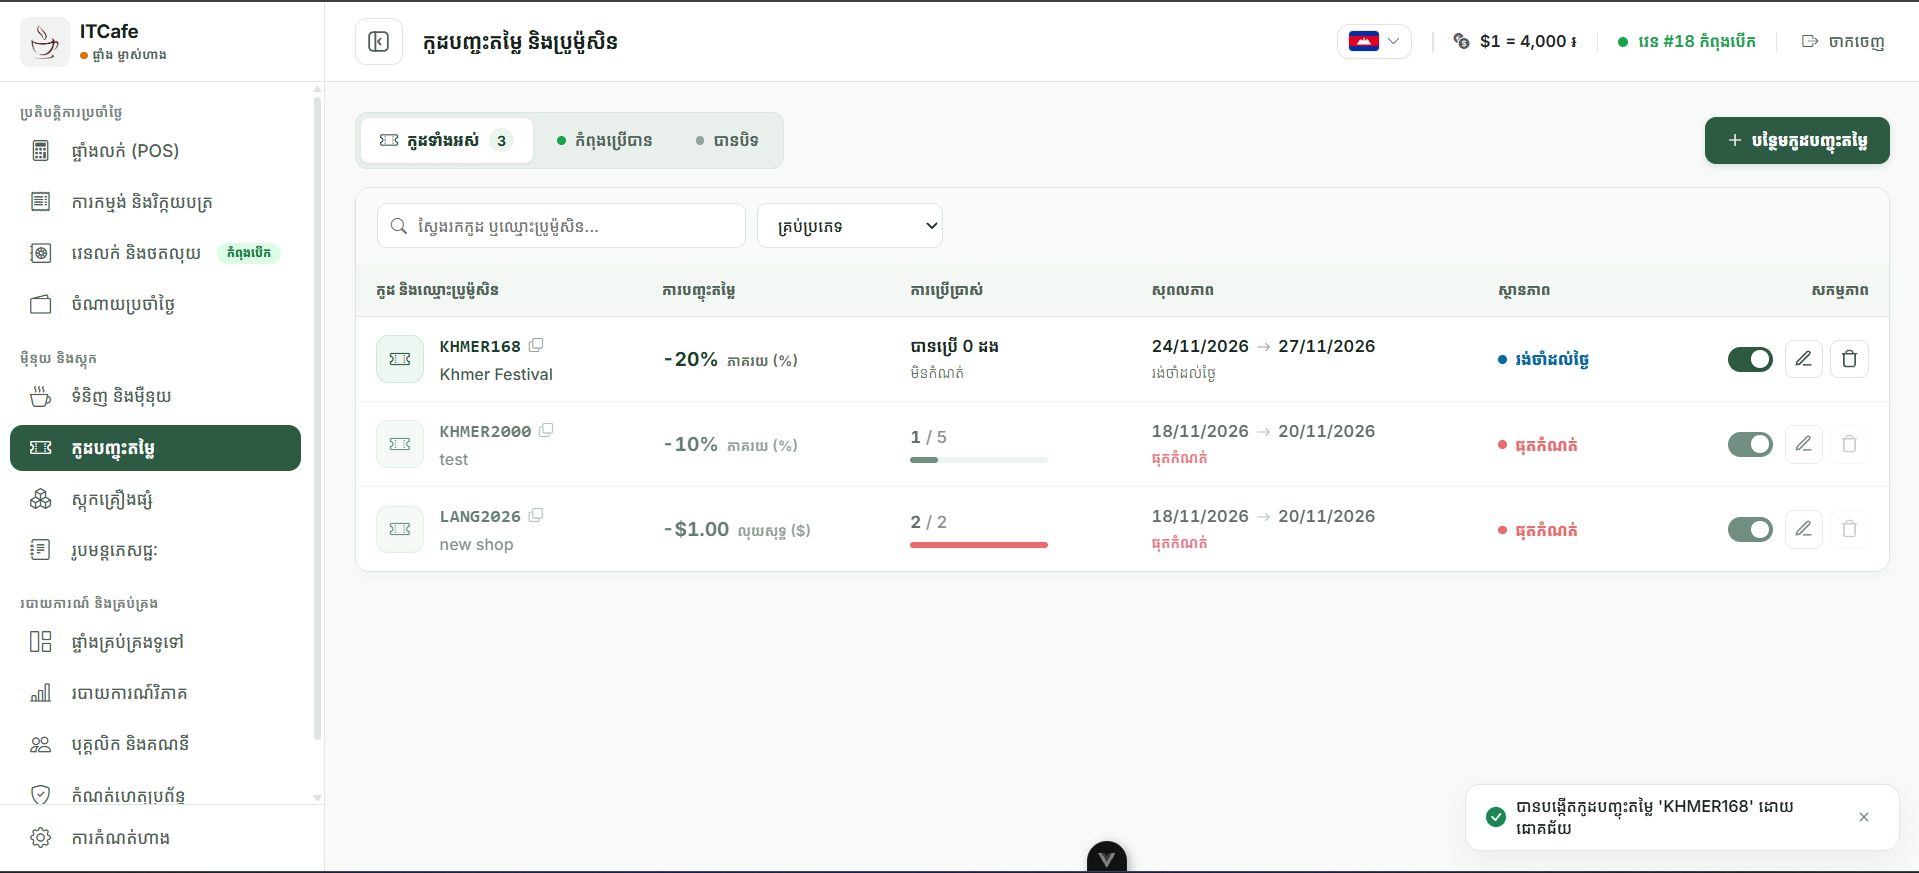 ITCafe
ឆ្លាំង ម្ចាស់ហាង
កូដបញ្ចុះតម្លៃ និងប្រូម៉ូសិន
$1 = 4,000 ៛
វេន #18 កំពុងបើក
ចាកចេញ
ប្រតិបត្តិការប្រចាំថ្ងៃ
ផ្ទាំងលក់ (POS)
ការកម្មង់ និងវិក្កយបត្រ
វេនលក់ និងថតលុយ
កំពុងបើក
ចំណាយប្រចាំថ្ងៃ
ម៉ឺនុយ និងស្តុក
ទំនិញ និងម៉ឺនុយ
កូដបញ្ចុះតម្លៃ
ស្តុកគ្រឿងផ្សំ
រូបមន្តភេសជ្ជៈ
របាយការណ៍ និងគ្រប់គ្រង
ផ្ទាំងគ្រប់គ្រងទូទៅ
របាយការណ៍វិភាគ
បុគ្គលិក និងគណនី
កំណត់ហេតុប្រព័ន្ធ
ការកំណត់ហាង
កូដទាំងអស់ 3
កំពុងប្រើបាន
បានបិទ
បន្ថែមកូដបញ្ចុះតម្លៃ
ស្វែងរកកូដ ឬឈ្មោះប្រូម៉ូសិន...
គ្រប់ប្រភេទ
កូដ និងឈ្មោះប្រូម៉ូសិន
ការបញ្ចុះតម្លៃ
ការប្រើប្រាស់
សុពលភាព
ស្ថានភាព
សកម្មភាព
KHMER168
Khmer Festival
-20% ភាគរយ (%)
បានប្រើ 0 ដង
មិនកំណត់
24/11/2026 → 27/11/2026
រង់ចាំដល់ថ្ងៃ
រង់ចាំដល់ថ្ងៃ
KHMER2000
test
-10% ភាគរយ (%)
1 / 5
18/11/2026 → 20/11/2026
ផុតកំណត់
ផុតកំណត់
LANG2026
new shop
-$1.00 លុយសុទ្ធ ($)
2 / 2
18/11/2026 → 20/11/2026
ផុតកំណត់
ផុតកំណត់
បានបង្កើតកូដបញ្ចុះតម្លៃ 'KHMER168' ដោយ
ជោគជ័យ